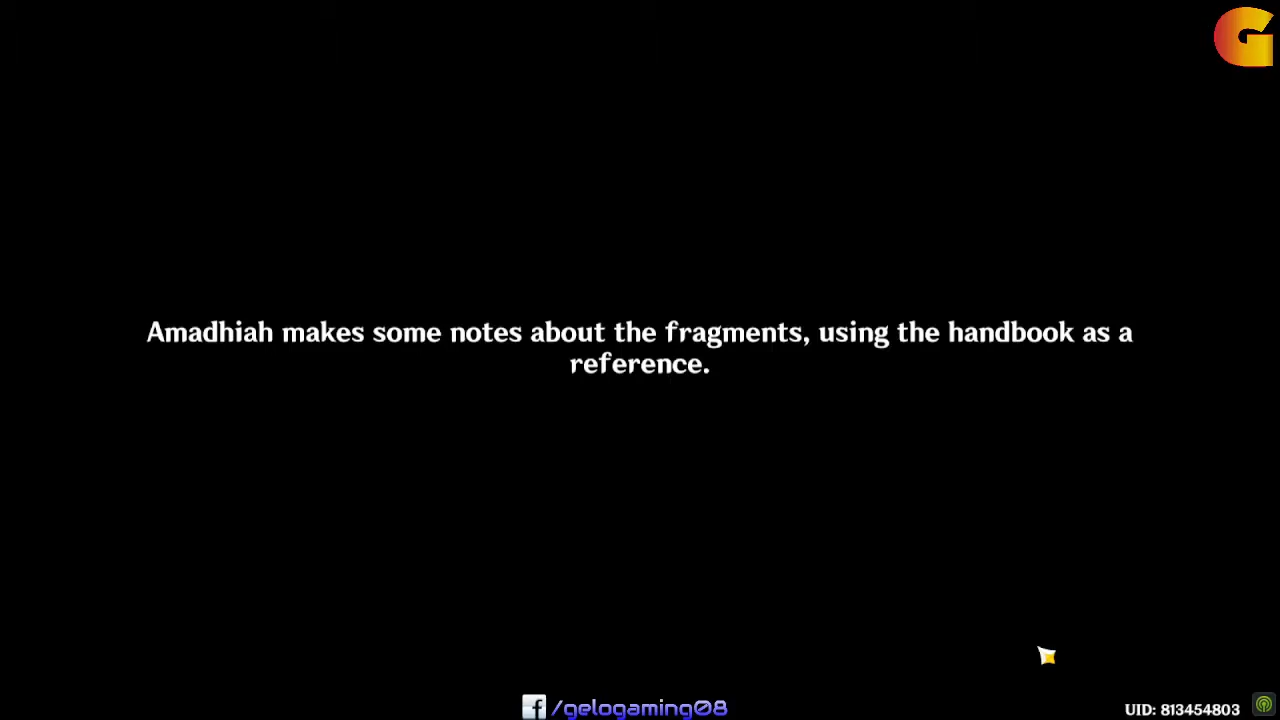 G
Amadhiah makes some notes about the fragments, using the handbook as a
reference.
f /gelogaming08
UID: 813454803